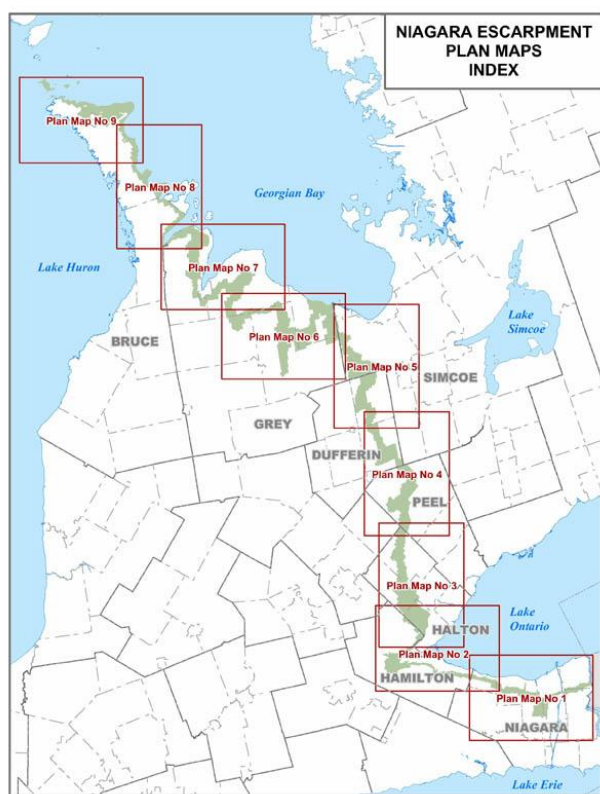 NIAGARA ESCARPMENT
PLAN MAPS
INDEX
Plan Map No 9
Plan Map No 8
Georgian Bay
Plan Map No 7
Lake Huron
Lake
Simcoe
Plan Map No 6
BRUCE
Plan Map No 5
SIMCOE
GREY
DUFFERIN
Plan Map No 4
PEEL
Plan Map No 3
Lake
Ontario
HALTON
Plan Map No 2
HAMILTON
Plan Map No 1
NIAGARA
Lake Erie